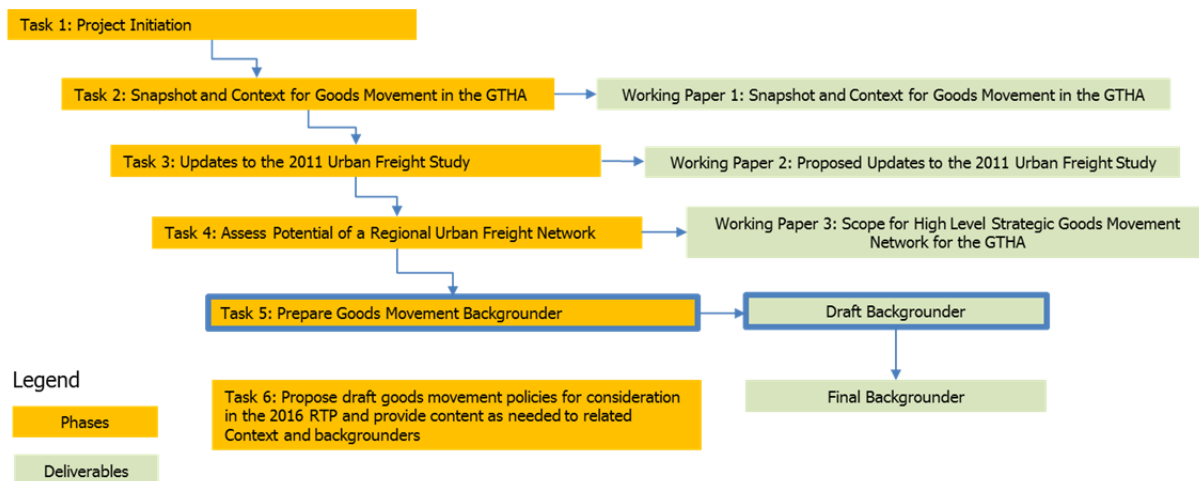 Task 1: Project Initiation
Task 2: Snapshot and Context for Goods Movement in the GTHA
Working Paper 1: Snapshot and Context for Goods Movement in the GTHA
Task 3: Updates to the 2011 Urban Freight Study
Working Paper 2: Proposed Updates to the 2011 Urban Freight Study
Task 4: Assess Potential of a Regional Urban Freight Network
Working Paper 3: Scope for High Level Strategic Goods Movement
Network for the GTHA
Task 5: Prepare Goods Movement Backgrounder
Draft Backgrounder
Task 6: Propose draft goods movement policies for consideration
in the 2016 RTP and provide content as needed to related
Context and backgrounders
Final Backgrounder
Legend
Phases
Deliverables